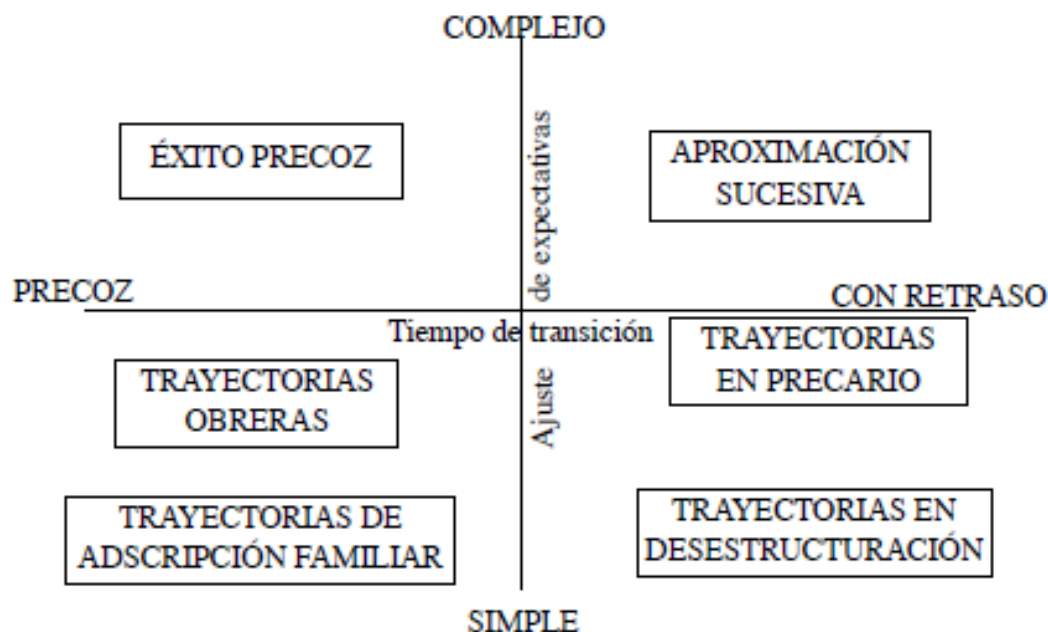 COMPLEJO
ÉXITO PRECOZ
de expectativas
APROXIMACIÓN
SUCESIVA
PRECOZ
CON RETRASO
Tiempo de transición
TRAYECTORIAS
OBRERAS
Ajuste
TRAYECTORIAS
EN PRECARIO
TRAYECTORIAS DE
ADSCRIPCIÓN FAMILIAR
TRAYECTORIAS EN
DESESTRUCTURACIÓN
SIMPLE